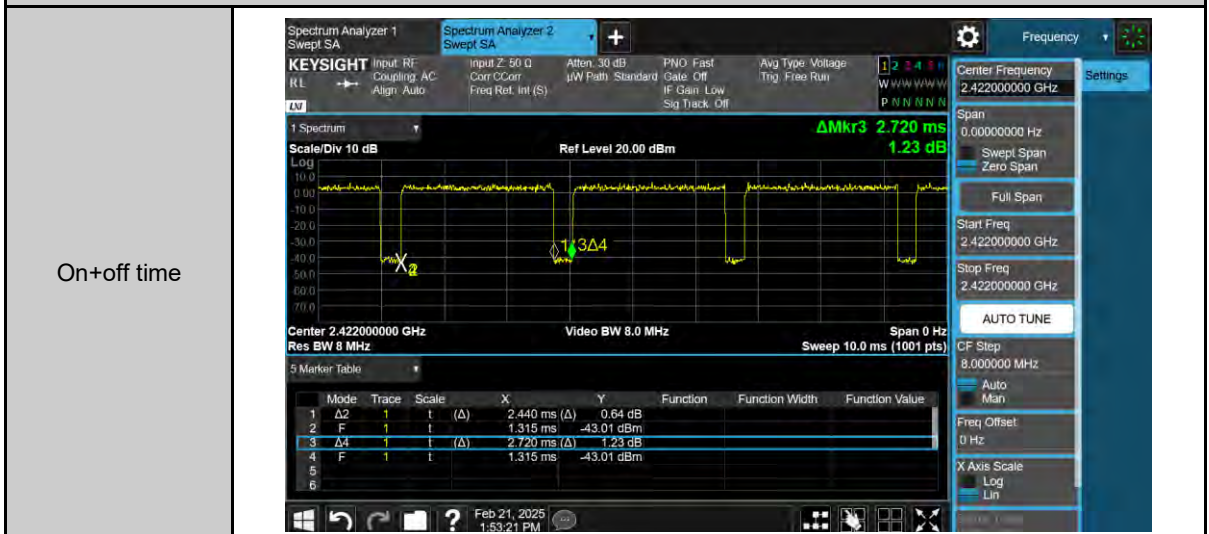 On+off time
Spectrum Analyzer 1
Swept SA
Spectrum Analyzer 2
Swept SA
+
Frequency
KEYSIGHT
RL
LXI
Input: RF
Coupling: AC
Align: Auto
Input Z: 50 Ω
Corr CCorr
Freq Ref: Int (S)
Atten: 30 dB
µW Path: Standard
PNO: Fast
Gate: Off
IF Gain: Low
Sig Track: Off
Avg Type: Voltage
Trig: Free Run
1 2 3 4 5 6
W W W W W W
P N N N N N
1 Spectrum
ΔMkr3 2.720 ms
1.23 dB
Scale/Div 10 dB
Ref Level 20.00 dBm
Log
10.0
0.00
-10.0
-20.0
-30.0
-40.0
-50.0
-60.0
-70.0
3Δ4
Center 2.422000000 GHz
Video BW 8.0 MHz
Span 0 Hz
Res BW 8 MHz
Sweep 10.0 ms (1001 pts)
5 Marker Table
Mode Trace Scale X Y Function Function Width Function Value
1 Δ2 1 t (Δ) 2.440 ms (Δ) 0.64 dB
2 F 1 t 1.315 ms -43.01 dBm
3 Δ4 1 t (Δ) 2.720 ms (Δ) 1.23 dB
4 F 1 t 1.315 ms -43.01 dBm
5
6
?
Feb 21, 2025
1:53:21 PM
Center Frequency
2.422000000 GHz
Settings
Span
0.00000000 Hz
Swept Span
Zero Span
Full Span
Start Freq
2.422000000 GHz
Stop Freq
2.422000000 GHz
AUTO TUNE
CF Step
8.000000 MHz
Auto
Man
Freq Offset
0 Hz
X Axis Scale
Log
Lin